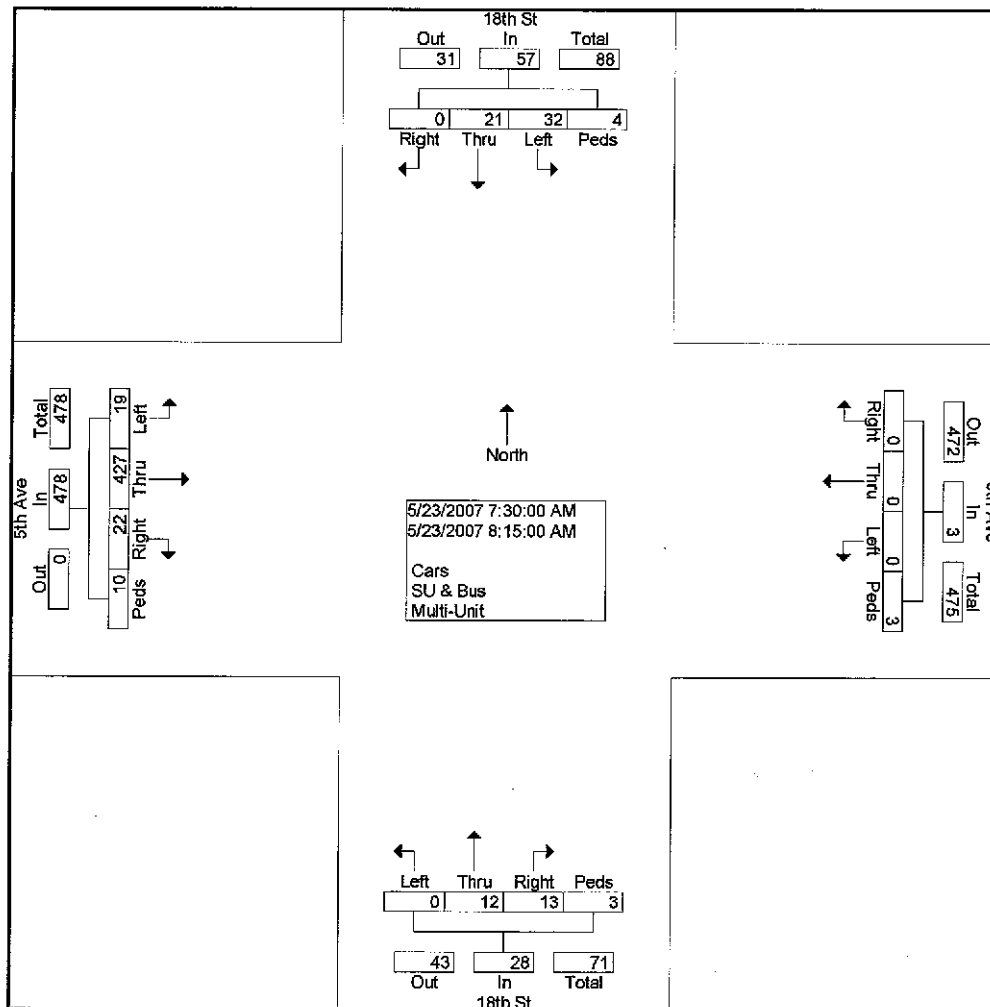 18th St
Out In Total
31 57 88
0 21 32 4
Right Thru Left Peds
Total
478
In
478
Out
0
5th Ave
19 427 22 10
Left Thru Right Peds
North
5/23/2007 7:30:00 AM
5/23/2007 8:15:00 AM
Cars
SU & Bus
Multi-Unit
Right Thru Left Peds
0 0 0 3
Out
472
In
3
Total
475
Left Thru Right Peds
0 12 13 3
43 28 71
Out In Total
18th St